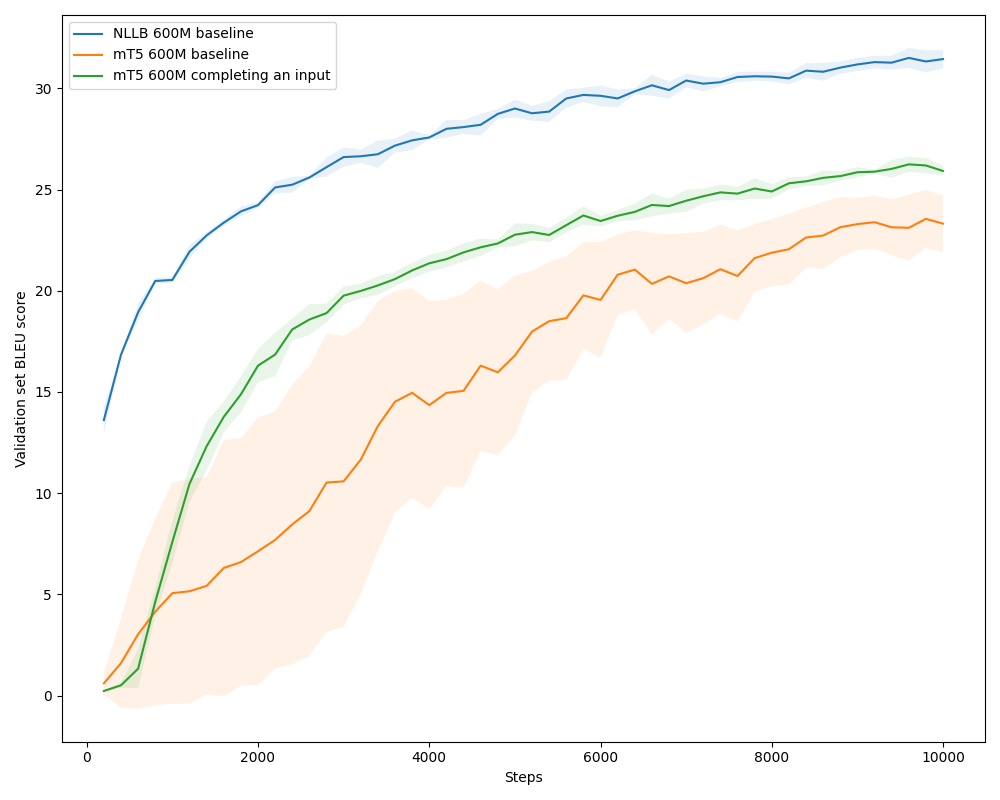 NLLB 600M baseline
mT5 600M baseline
mT5 600M completing an input
Validation set BLEU score
30
25
20
15
10
5
0
0 2000 4000 6000 8000 10000
Steps